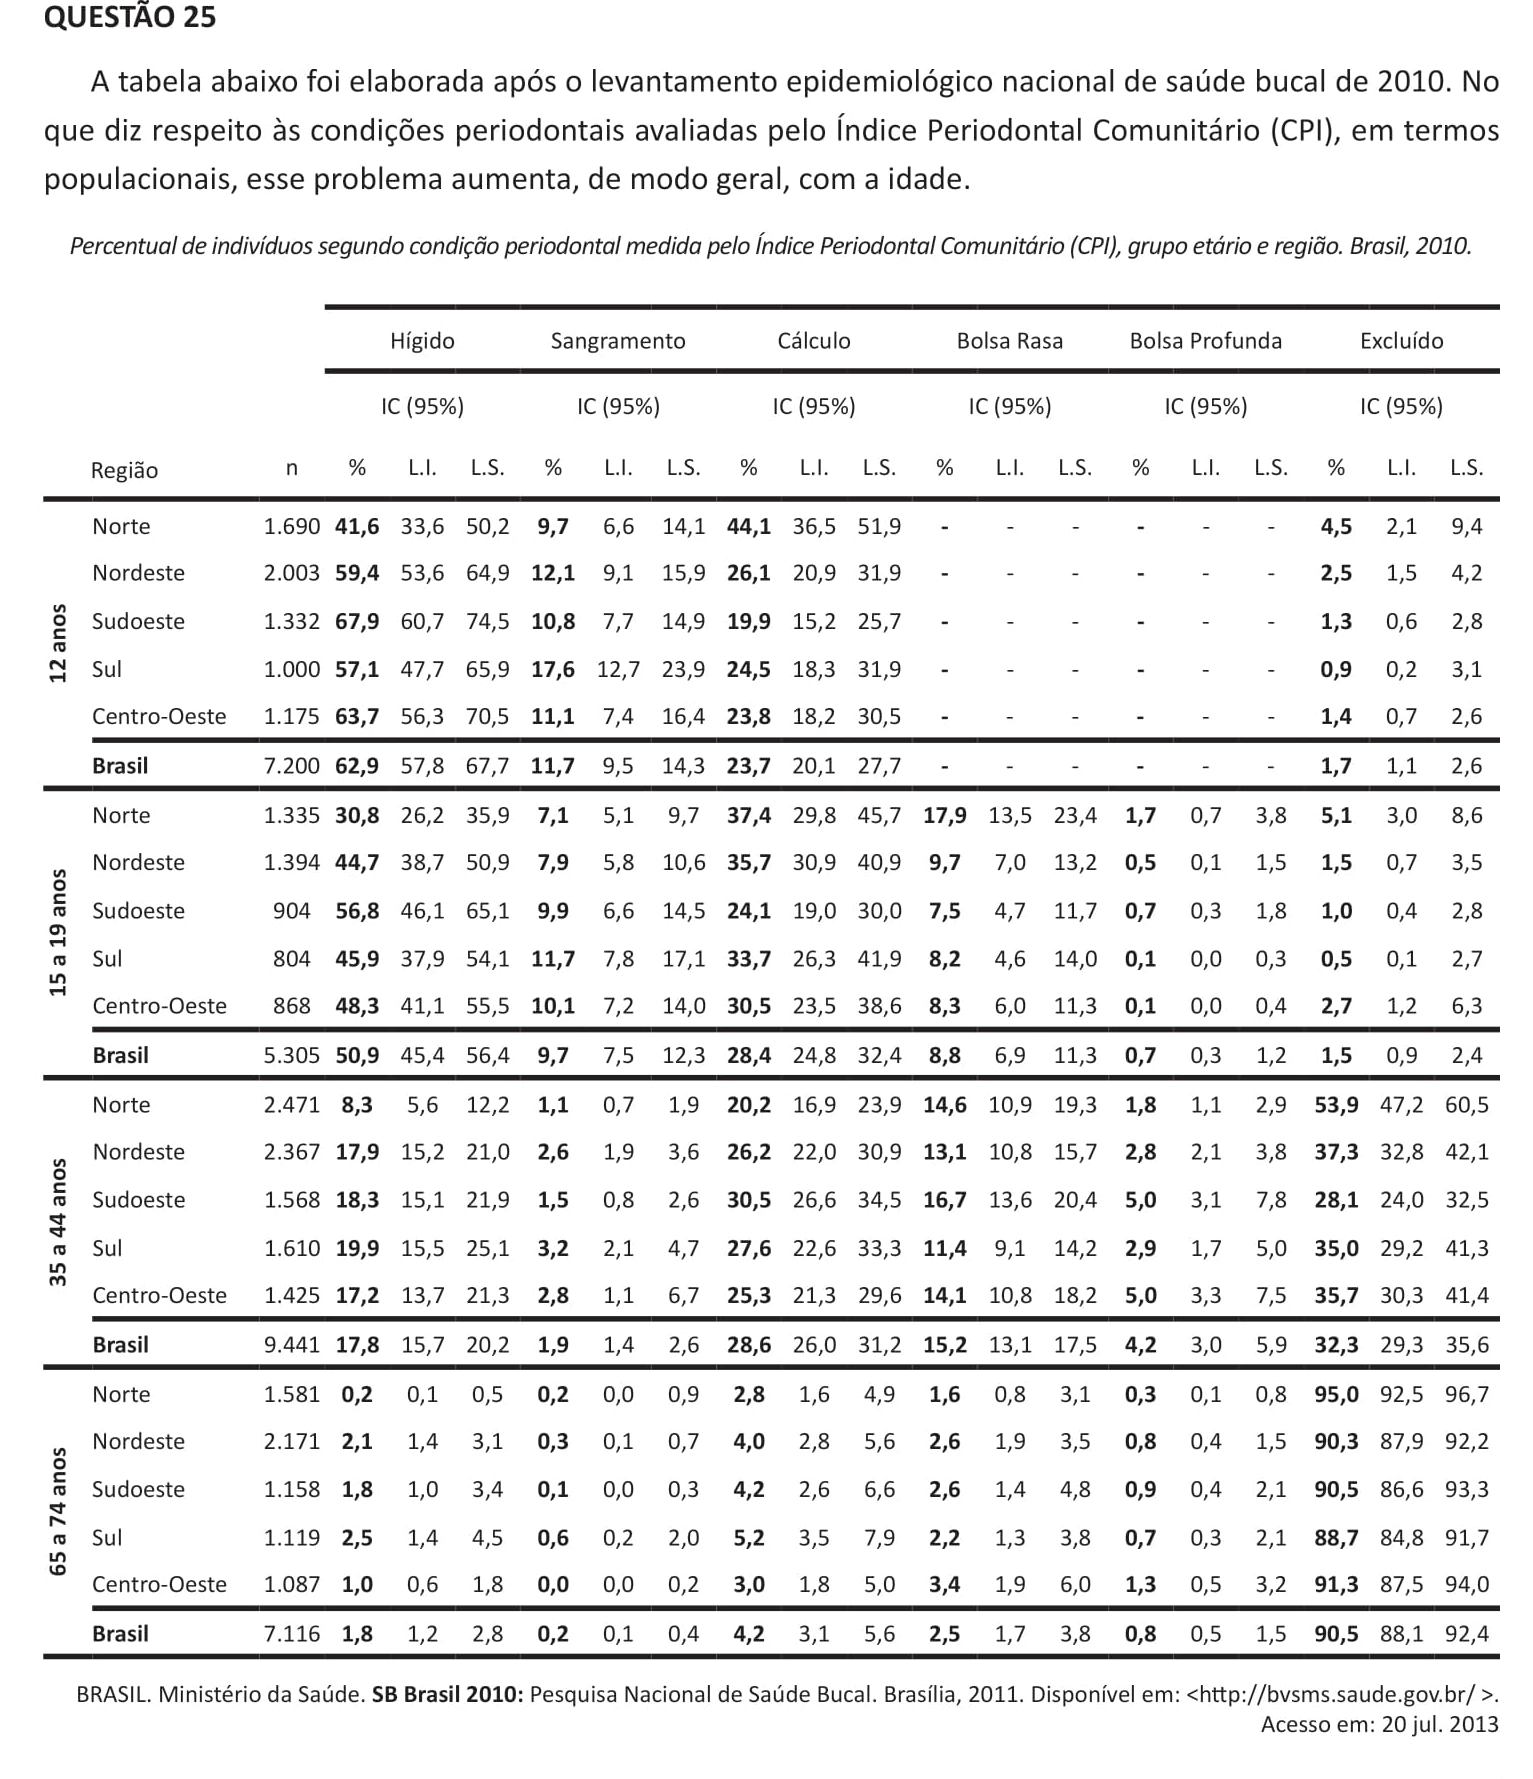 QUESTÃO 25
A tabela abaixo foi elaborada após o levantamento epidemiológico nacional de saúde bucal de 2010. No
que diz respeito às condições periodontais avaliadas pelo Índice Periodontal Comunitário (CPI), em termos
populacionais, esse problema aumenta, de modo geral, com a idade.
Percentual de indivíduos segundo condição periodontal medida pelo Índice Periodontal Comunitário (CPI), grupo etário e região. Brasil, 2010.
Hígido Sangramento Cálculo Bolsa Rasa Bolsa Profunda Excluído
IC (95%) IC (95%) IC (95%) IC (95%) IC (95%) IC (95%)
Região n % L.I. L.S. % L.I. L.S. % L.I. L.S. % L.I. L.S. % L.I. L.S. % L.I. L.S.
12 anos
Norte 1.690 41,6 33,6 50,2 9,7 6,6 14,1 44,1 36,5 51,9 - - - - - - 4,5 2,1 9,4
Nordeste 2.003 59,4 53,6 64,9 12,1 9,1 15,9 26,1 20,9 31,9 - - - - - - 2,5 1,5 4,2
Sudoeste 1.332 67,9 60,7 74,5 10,8 7,7 14,9 19,9 15,2 25,7 - - - - - - 1,3 0,6 2,8
Sul 1.000 57,1 47,7 65,9 17,6 12,7 23,9 24,5 18,3 31,9 - - - - - - 0,9 0,2 3,1
Centro-Oeste 1.175 63,7 56,3 70,5 11,1 7,4 16,4 23,8 18,2 30,5 - - - - - - 1,4 0,7 2,6
Brasil 7.200 62,9 57,8 67,7 11,7 9,5 14,3 23,7 20,1 27,7 - - - - - - 1,7 1,1 2,6
15 a 19 anos
Norte 1.335 30,8 26,2 35,9 7,1 5,1 9,7 37,4 29,8 45,7 17,9 13,5 23,4 1,7 0,7 3,8 5,1 3,0 8,6
Nordeste 1.394 44,7 38,7 50,9 7,9 5,8 10,6 35,7 30,9 40,9 9,7 7,0 13,2 0,5 0,1 1,5 1,5 0,7 3,5
Sudoeste 904 56,8 46,1 65,1 9,9 6,6 14,5 24,1 19,0 30,0 7,5 4,7 11,7 0,7 0,3 1,8 1,0 0,4 2,8
Sul 804 45,9 37,9 54,1 11,7 7,8 17,1 33,7 26,3 41,9 8,2 4,6 14,0 0,1 0,0 0,3 0,5 0,1 2,7
Centro-Oeste 868 48,3 41,1 55,5 10,1 7,2 14,0 30,5 23,5 38,6 8,3 6,0 11,3 0,1 0,0 0,4 2,7 1,2 6,3
Brasil 5.305 50,9 45,4 56,4 9,7 7,5 12,3 28,4 24,8 32,4 8,8 6,9 11,3 0,7 0,3 1,2 1,5 0,9 2,4
35 a 44 anos
Norte 2.471 8,3 5,6 12,2 1,1 0,7 1,9 20,2 16,9 23,9 14,6 10,9 19,3 1,8 1,1 2,9 53,9 47,2 60,5
Nordeste 2.367 17,9 15,2 21,0 2,6 1,9 3,6 26,2 22,0 30,9 13,1 10,8 15,7 2,8 2,1 3,8 37,3 32,8 42,1
Sudoeste 1.568 18,3 15,1 21,9 1,5 0,8 2,6 30,5 26,6 34,5 16,7 13,6 20,4 5,0 3,1 7,8 28,1 24,0 32,5
Sul 1.610 19,9 15,5 25,1 3,2 2,1 4,7 27,6 22,6 33,3 11,4 9,1 14,2 2,9 1,7 5,0 35,0 29,2 41,3
Centro-Oeste 1.425 17,2 13,7 21,3 2,8 1,1 6,7 25,3 21,3 29,6 14,1 10,8 18,2 5,0 3,3 7,5 35,7 30,3 41,4
Brasil 9.441 17,8 15,7 20,2 1,9 1,4 2,6 28,6 26,0 31,2 15,2 13,1 17,5 4,2 3,0 5,9 32,3 29,3 35,6
65 a 74 anos
Norte 1.581 0,2 0,1 0,5 0,2 0,0 0,9 2,8 1,6 4,9 1,6 0,8 3,1 0,3 0,1 0,8 95,0 92,5 96,7
Nordeste 2.171 2,1 1,4 3,1 0,3 0,1 0,7 4,0 2,8 5,6 2,6 1,9 3,5 0,8 0,4 1,5 90,3 87,9 92,2
Sudoeste 1.158 1,8 1,0 3,4 0,1 0,0 0,3 4,2 2,6 6,6 2,6 1,4 4,8 0,9 0,4 2,1 90,5 86,6 93,3
Sul 1.119 2,5 1,4 4,5 0,6 0,2 2,0 5,2 3,5 7,9 2,2 1,3 3,8 0,7 0,3 2,1 88,7 84,8 91,7
Centro-Oeste 1.087 1,0 0,6 1,8 0,0 0,0 0,2 3,0 1,8 5,0 3,4 1,9 6,0 1,3 0,5 3,2 91,3 87,5 94,0
Brasil 7.116 1,8 1,2 2,8 0,2 0,1 0,4 4,2 3,1 5,6 2,5 1,7 3,8 0,8 0,5 1,5 90,5 88,1 92,4
BRASIL. Ministério da Saúde. SB Brasil 2010: Pesquisa Nacional de Saúde Bucal. Brasília, 2011. Disponível em: <http://bvsms.saude.gov.br/ >.
Acesso em: 20 jul. 2013